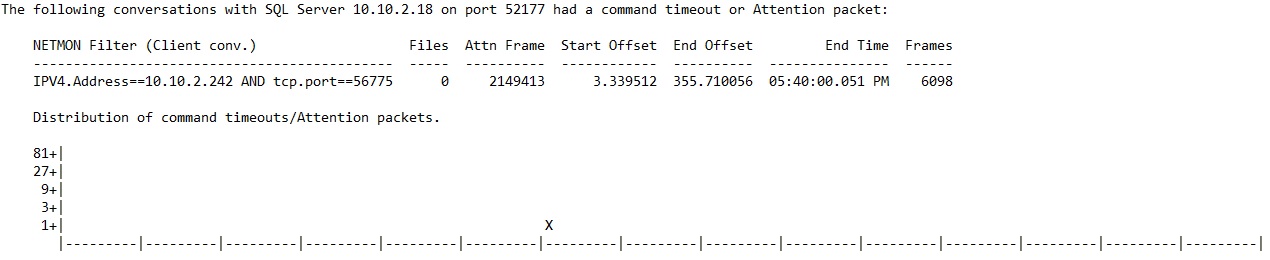 The following conversations with SQL Server 10.10.2.18 on port 52177 had a command timeout or Attention packet:
NETMON Filter (Client conv.)                   Files  Attn Frame  Start Offset  End Offset         End Time  Frames
---------------------------------------------  -----  ----------  ------------  ----------  ---------------  ------
IPV4.Address==10.10.2.242 AND tcp.port==56775      0     2149413      3.339512  355.710056  05:40:00.051 PM    6098
Distribution of command timeouts/Attention packets.
81+|
27+|
9+|
3+|
1+|                                                            X
|---------|---------|---------|---------|---------|---------|---------|---------|---------|---------|---------|---------|---------|---------|---------|